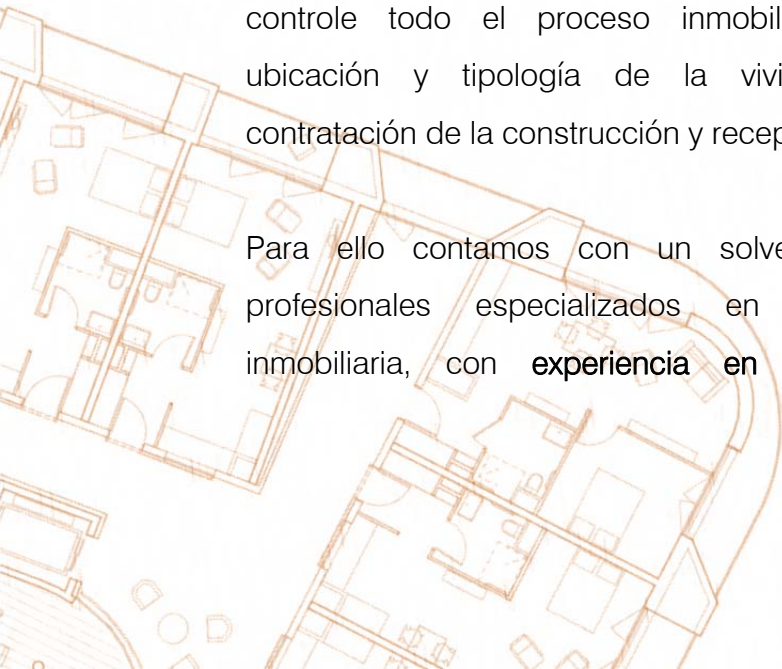 controle todo el proceso inmobil
ubicación y tipología de la vivi
contratación de la construcción y recep
Para ello contamos con un solve
profesionales especializados en
inmobiliaria, con experiencia en